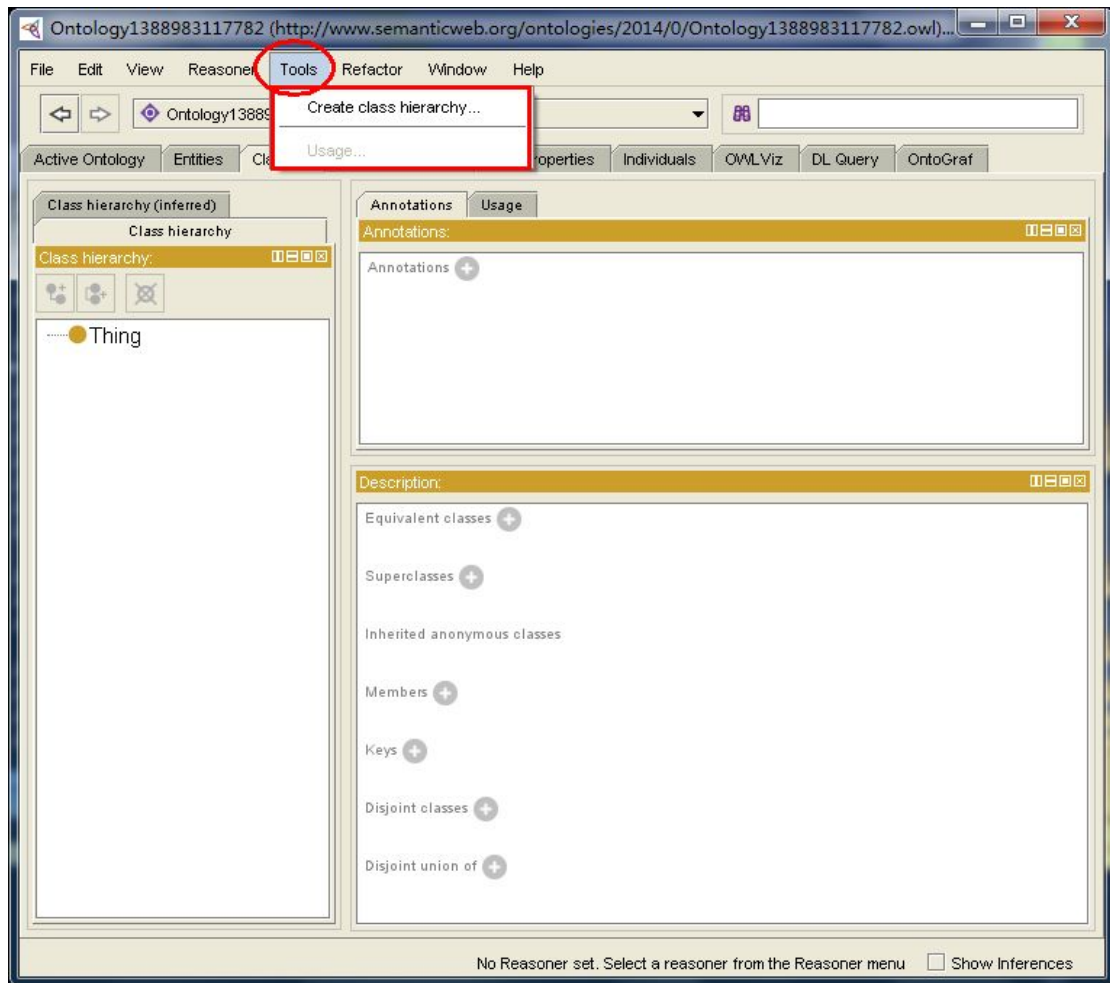 Ontology1388983117782 (http://www.semanticweb.org/ontologies/2014/0/Ontology1388983117782.owl)...
File Edit View Reasoner Tools Refactor Window Help
Create class hierarchy...
Usage...
Active Ontology Entities Individuals OWLViz DL Query OntoGraf
Class hierarchy (inferred)
Class hierarchy
Class hierarchy:
Thing
Annotations Usage
Annotations:
Annotations
Description:
Equivalent classes
Superclasses
Inherited anonymous classes
Members
Keys
Disjoint classes
Disjoint union of
No Reasoner set. Select a reasoner from the Reasoner menu Show Inferences